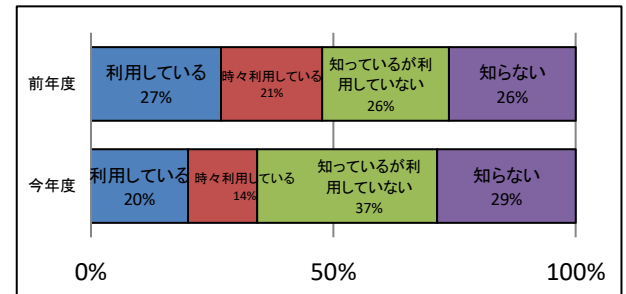 前年度
利用している
27%
時々利用している
21%
知っているが利
用していない
26%
知らない
26%
今年度
利用している
20%
時々利用している
14%
知っているが利
用していない
37%
知らない
29%
0%
50%
100%